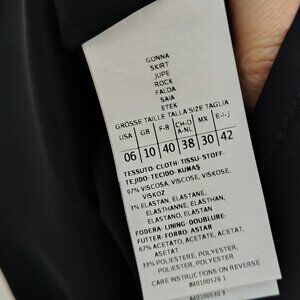 GONNA
SKIRT
JUPE
ROCK
FALDA
SAIA
ETEK
GRÖSSE TAILLE TALLA SIZE TAGLIA
USA GB F-B CH-D A-NL MX E-I-J
06 10 40 38 30 42
TESSUTO-CLOTH-TISSU-STOFF-
TEJIDO-TECIDO-KUMAŞ
97% VISCOSA, VISCOSE, VISKOSE,
VISKOZ
3% ELASTAN, ELASTANE,
ELASTHANNE, ELASTHAN,
ELASTANO, ELASTAN
FODERA-LINING-DOUBLURE-
FUTTER-FORRO-ASTAR
67% ACETATO, ACETATE, ACETAT,
ASETAT
33% POLIESTERE, POLYESTER,
POLIESTER, POLYESTER
CARE INSTRUCTIONS ON REVERSE